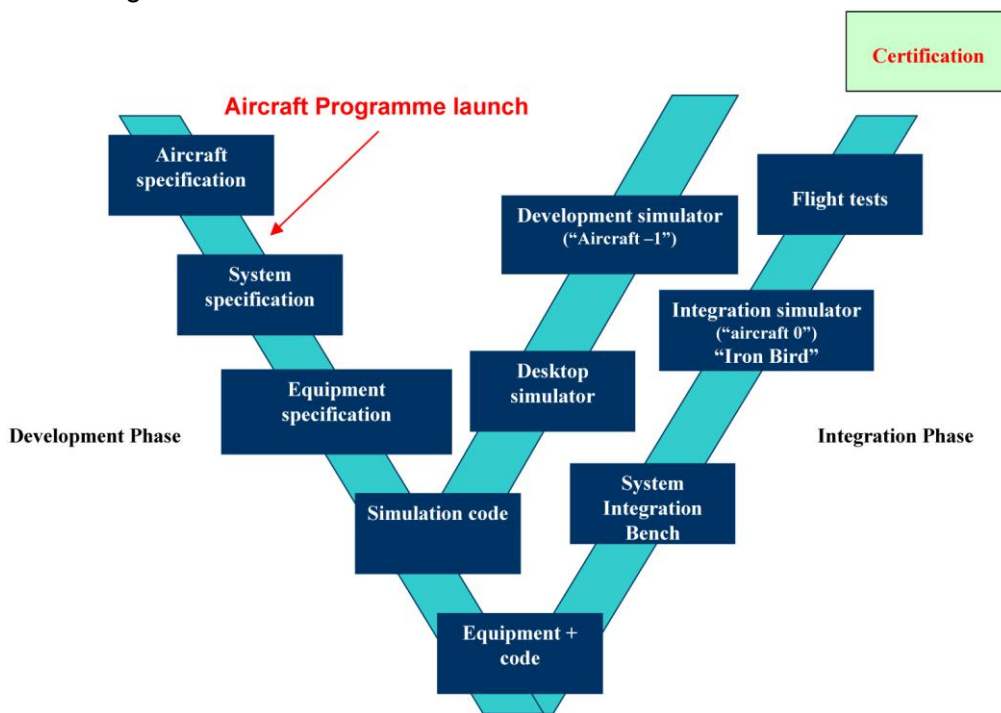 Certification
Aircraft Programme launch
Aircraft
specification
Flight tests
Development simulator
(“Aircraft –1”)
System
specification
Integration simulator
(“aircraft 0”)
“Iron Bird”
Desktop
simulator
Equipment
specification
Development Phase
Integration Phase
System
Integration
Bench
Simulation code
Equipment +
code